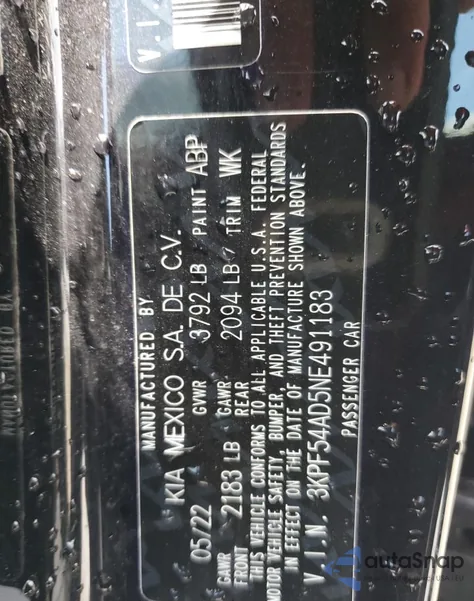 V.I.
MANUFACTURED BY
KIA MEXICO S.A. DE C.V.
05/22 GVWR 3792 LB PAINT ABP
GAWR FRONT 2183 LB GAWR REAR 2094 LB TRIM WK
THIS VEHICLE CONFORMS TO ALL APPLICABLE U.S.A. FEDERAL
MOTOR VEHICLE SAFETY, BUMPER, AND THEFT PREVENTION STANDARDS
IN EFFECT ON THE DATE OF MANUFACTURE SHOWN ABOVE.
V.I.N. 3KPF54AD5NE491183
PASSENGER CAR
autoSnap